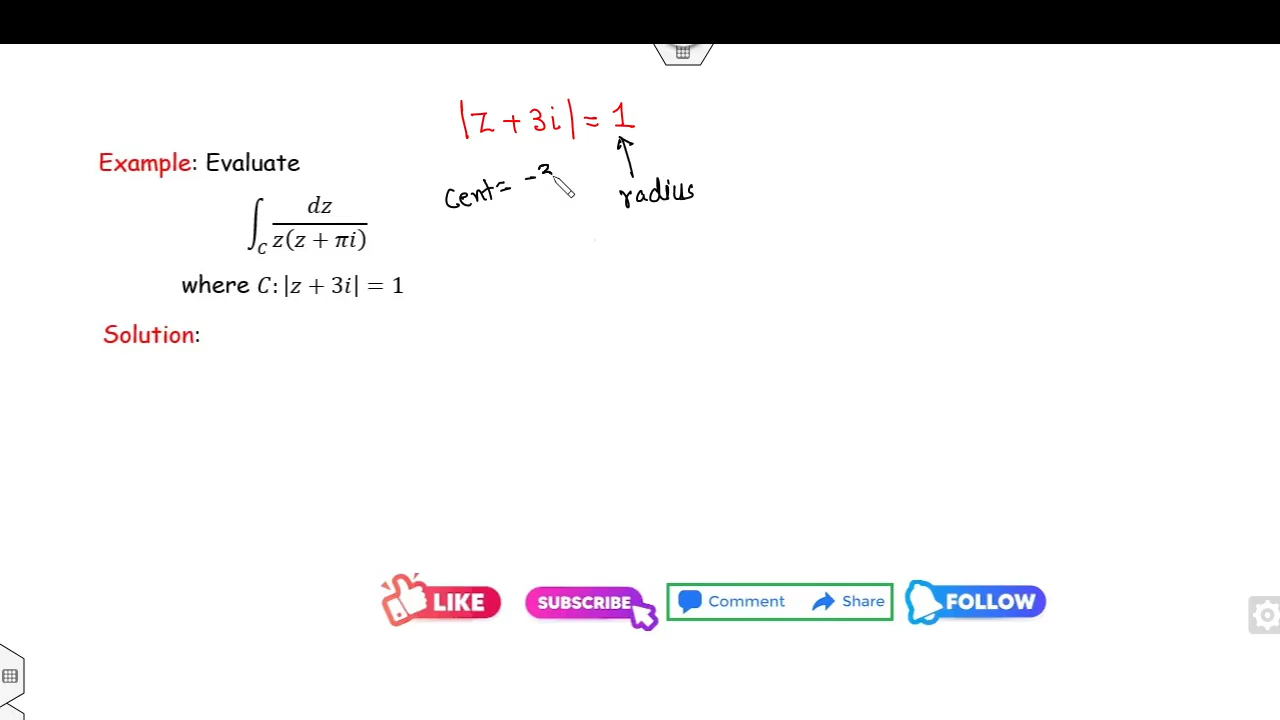 |z + 3i| = 1
Example: Evaluate
cent = -3
radius
∫_C dz / z(z + πi)
where C: |z + 3i| = 1
Solution:
LIKE SUBSCRIBE Comment Share FOLLOW